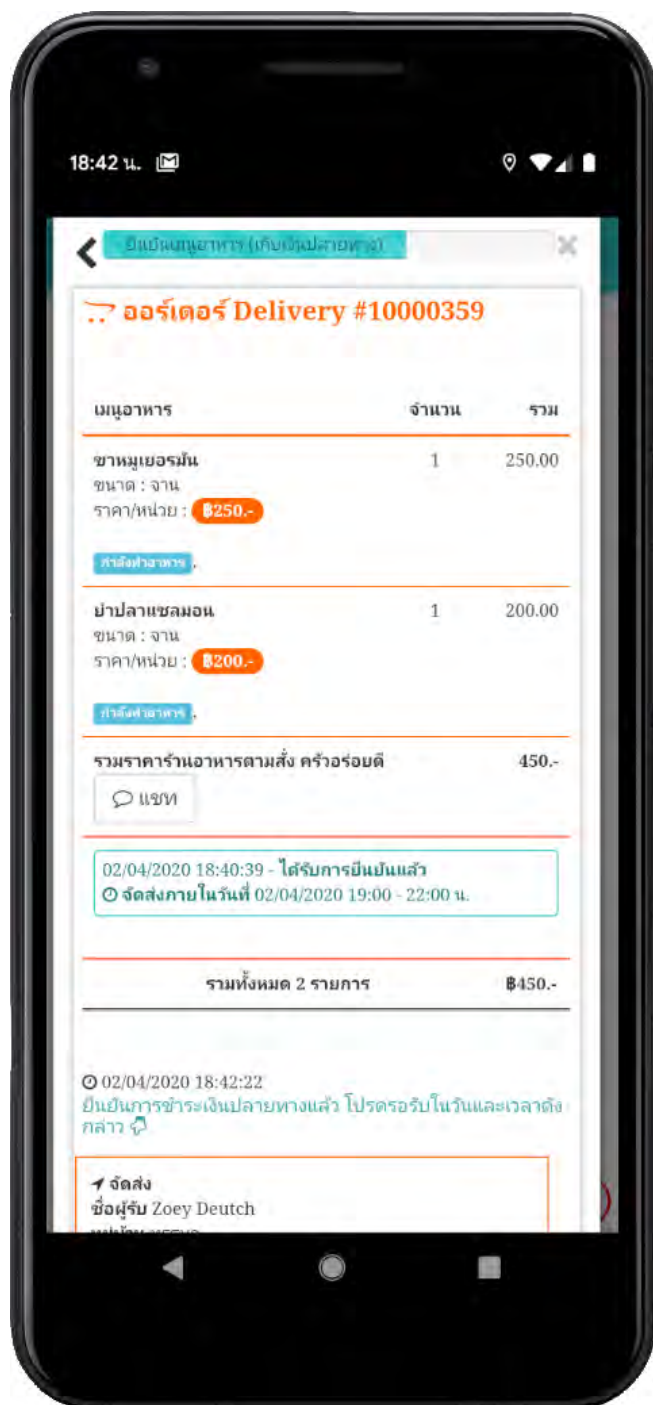 18:42 น.
ยืนยันเมนูอาหาร (เก็บเงินปลายทาง)
ออร์เดอร์ Delivery #10000359
เมนูอาหาร จำนวน รวม
ขาหมูเยอรมัน 1 250.00
ขนาด : จาน
ราคา/หน่วย : ฿250.-
กำลังทำอาหาร .
ยำปลาแซลมอน 1 200.00
ขนาด : จาน
ราคา/หน่วย : ฿200.-
กำลังทำอาหาร .
รวมราคาร้านอาหารตามสั่ง ครัวอร่อยดี 450.-
แชท
02/04/2020 18:40:39 - ได้รับการยืนยันแล้ว
จัดส่งภายในวันที่ 02/04/2020 19:00 - 22:00 น.
รวมทั้งหมด 2 รายการ ฿450.-
02/04/2020 18:42:22
ยืนยันการชำระเงินปลายทางแล้ว โปรดรอรับในวันและเวลาดัง
กล่าว
จัดส่ง
ชื่อผู้รับ Zoey Deutch